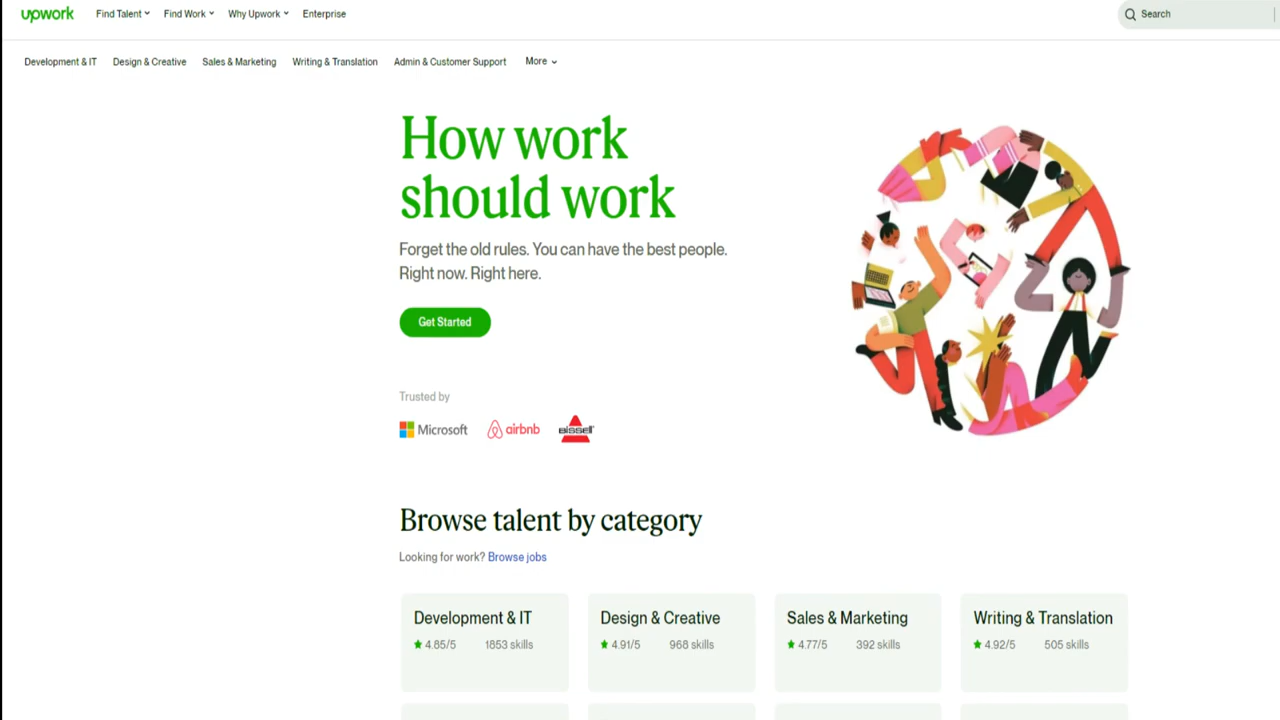 upwork Find Talent Find Work Why Upwork Enterprise Search
Development & IT Design & Creative Sales & Marketing Writing & Translation Admin & Customer Support More
How work
should work
Forget the old rules. You can have the best people.
Right now. Right here.
Get Started
Trusted by
Microsoft airbnb BISSELL
Browse talent by category
Looking for work? Browse jobs
Development & IT Design & Creative Sales & Marketing Writing & Translation
4.85/5 1853 skills 4.91/5 968 skills 4.77/5 392 skills 4.92/5 505 skills